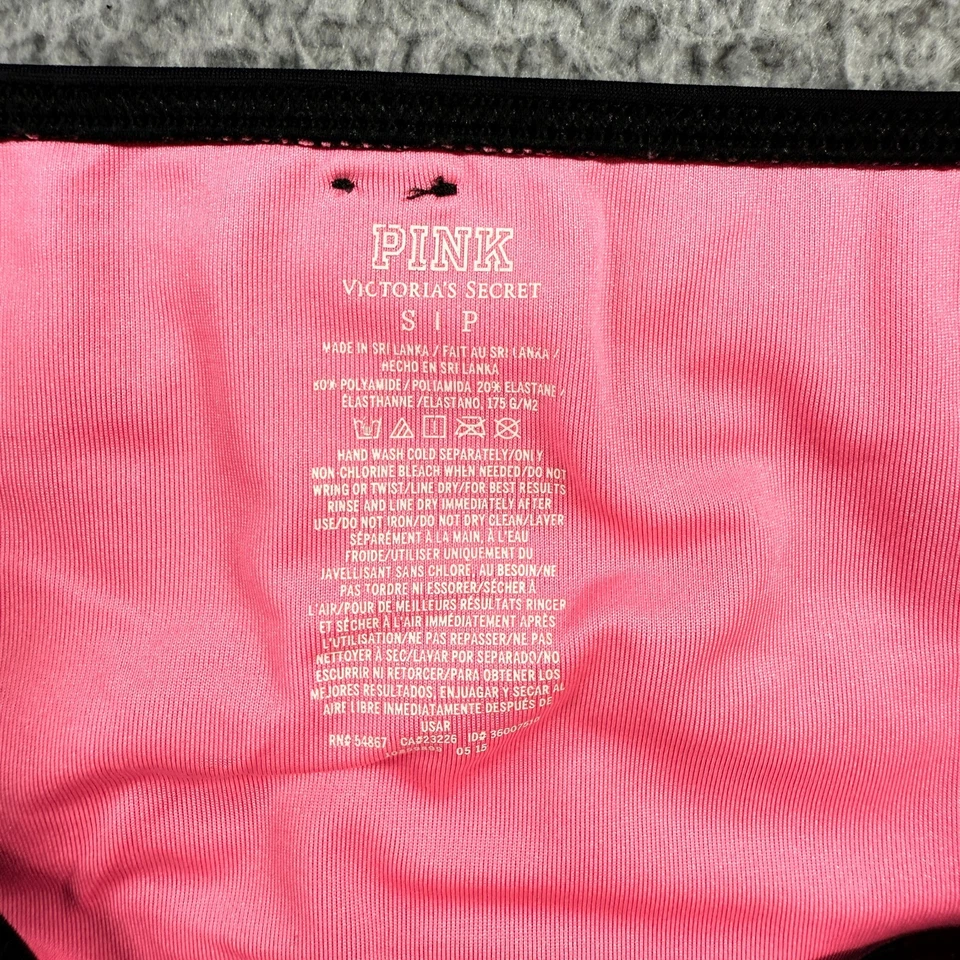 PINK
VICTORIA'S SECRET
S | P
MADE IN SRI LANKA / FAIT AU SRI LANKA /
HECHO EN SRI LANKA
80% POLYAMIDE / POLIAMIDA, 20% ELASTANE /
ÉLASTHANNE /ELASTANO, 175 G/M2
HAND WASH COLD SEPARATELY/ONLY
NON-CHLORINE BLEACH WHEN NEEDED/DO NOT
WRING OR TWIST/LINE DRY/FOR BEST RESULTS
RINSE AND LINE DRY IMMEDIATELY AFTER
USE/DO NOT IRON/DO NOT DRY CLEAN/LAVER
SÉPARÉMENT À LA MAIN, À L'EAU
FROIDE/UTILISER UNIQUEMENT DU
JAVELLISANT SANS CHLORE, AU BESOIN/NE
PAS TORDRE NI ESSORER/SÉCHER À
L'AIR/POUR DE MEILLEURS RÉSULTATS RINCER
ET SÉCHER À L'AIR IMMÉDIATEMENT APRÈS
L'UTILISATION/NE PAS REPASSER/NE PAS
NETTOYER À SEC/LAVAR POR SEPARADO/NO
ESCURRIR NI RETORCER/PARA OBTENER LOS
MEJORES RESULTADOS, ENJUAGAR Y SECAR AL
AIRE LIBRE INMEDIATAMENTE DESPUÉS DE
USAR
RN# 54867 CA#23226 ID#
05 15